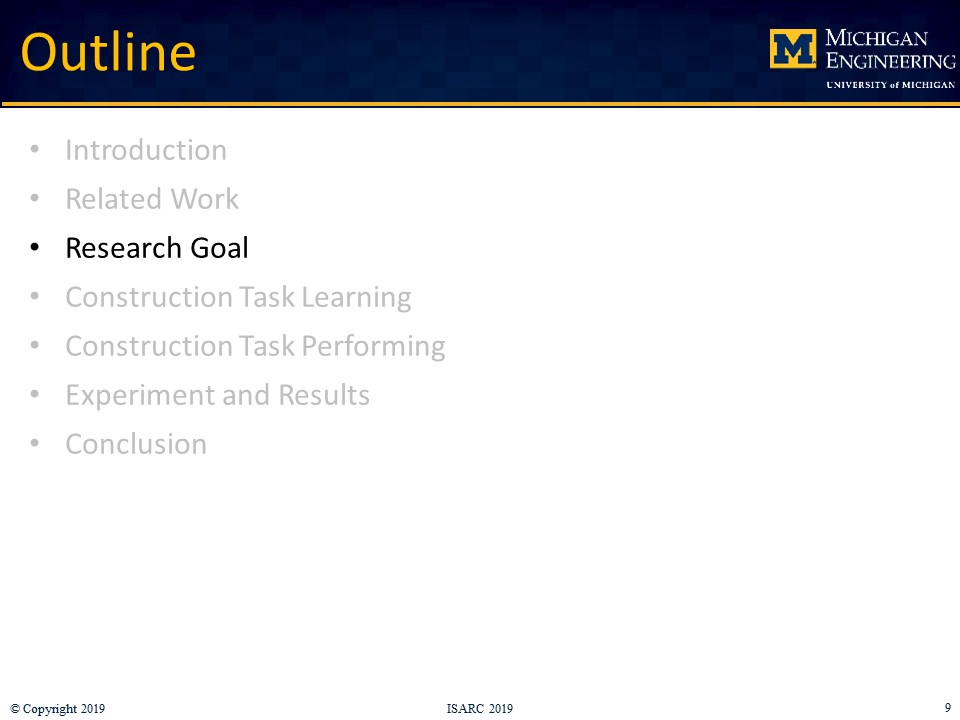 Outline
MICHIGAN
ENGINEERING
UNIVERSITY of MICHIGAN
• Introduction
• Related Work
• Research Goal
• Construction Task Learning
• Construction Task Performing
• Experiment and Results
• Conclusion
© Copyright 2019
ISARC 2019
9